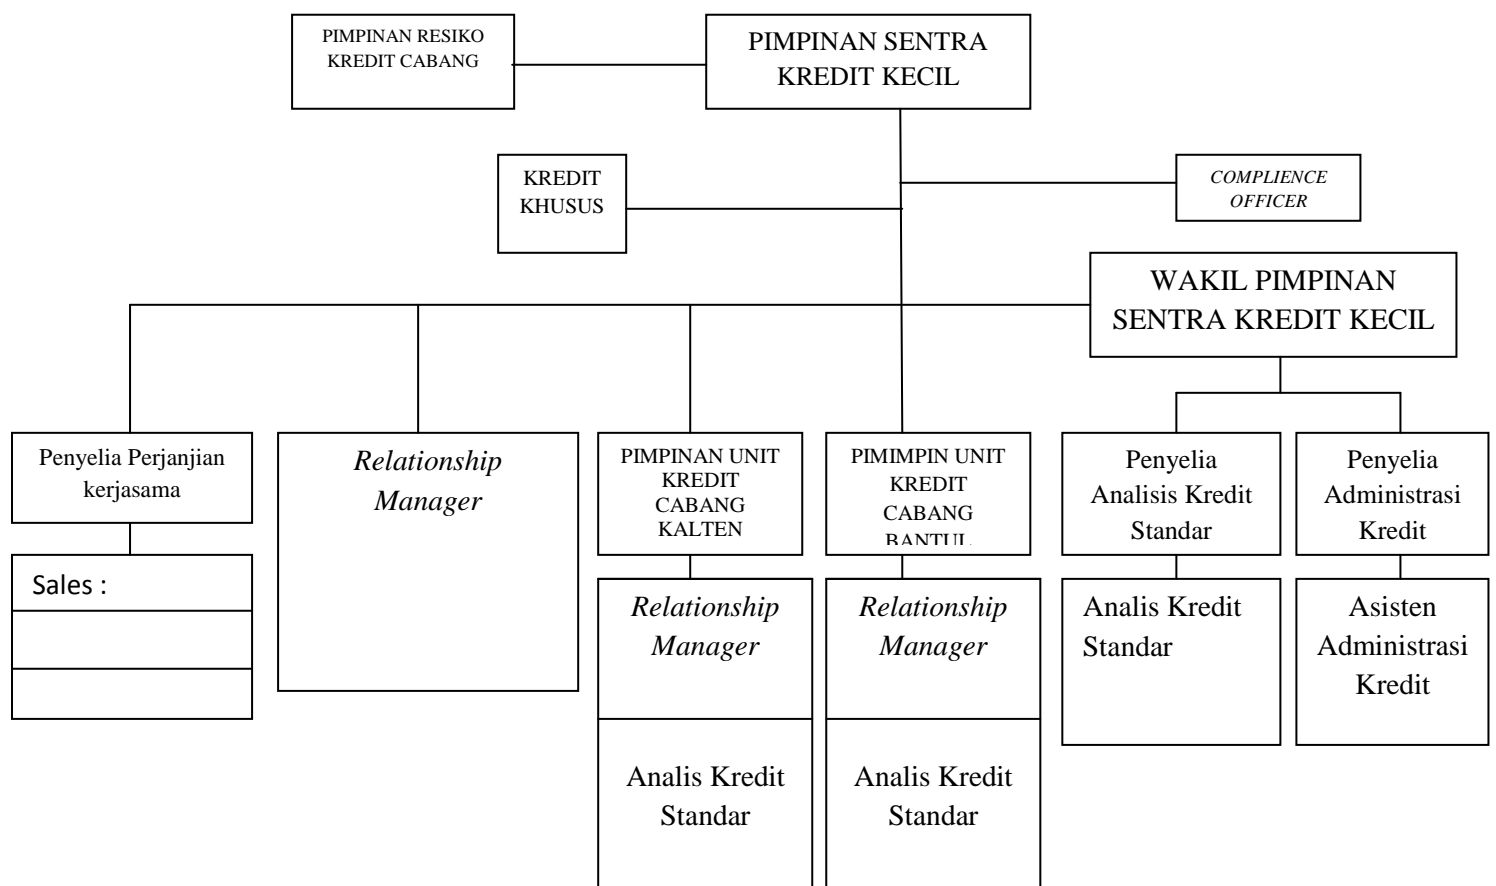 PIMPINAN RESIKO
KREDIT CABANG
PIMPINAN SENTRA
KREDIT KECIL
KREDIT
KHUSUS
COMPLIENCE
OFFICER
WAKIL PIMPINAN
SENTRA KREDIT KECIL
Penyelia Perjanjian
kerjasama
Relationship
Manager
PIMPINAN UNIT
KREDIT
CABANG
KALTEN
PIMIMPIN UNIT
KREDIT
CABANG
BANTUL
Penyelia
Analisis Kredit
Standar
Penyelia
Administrasi
Kredit
Sales :
Relationship
Manager
Relationship
Manager
Analis Kredit
Standar
Asisten
Administrasi
Kredit
Analis Kredit
Standar
Analis Kredit
Standar